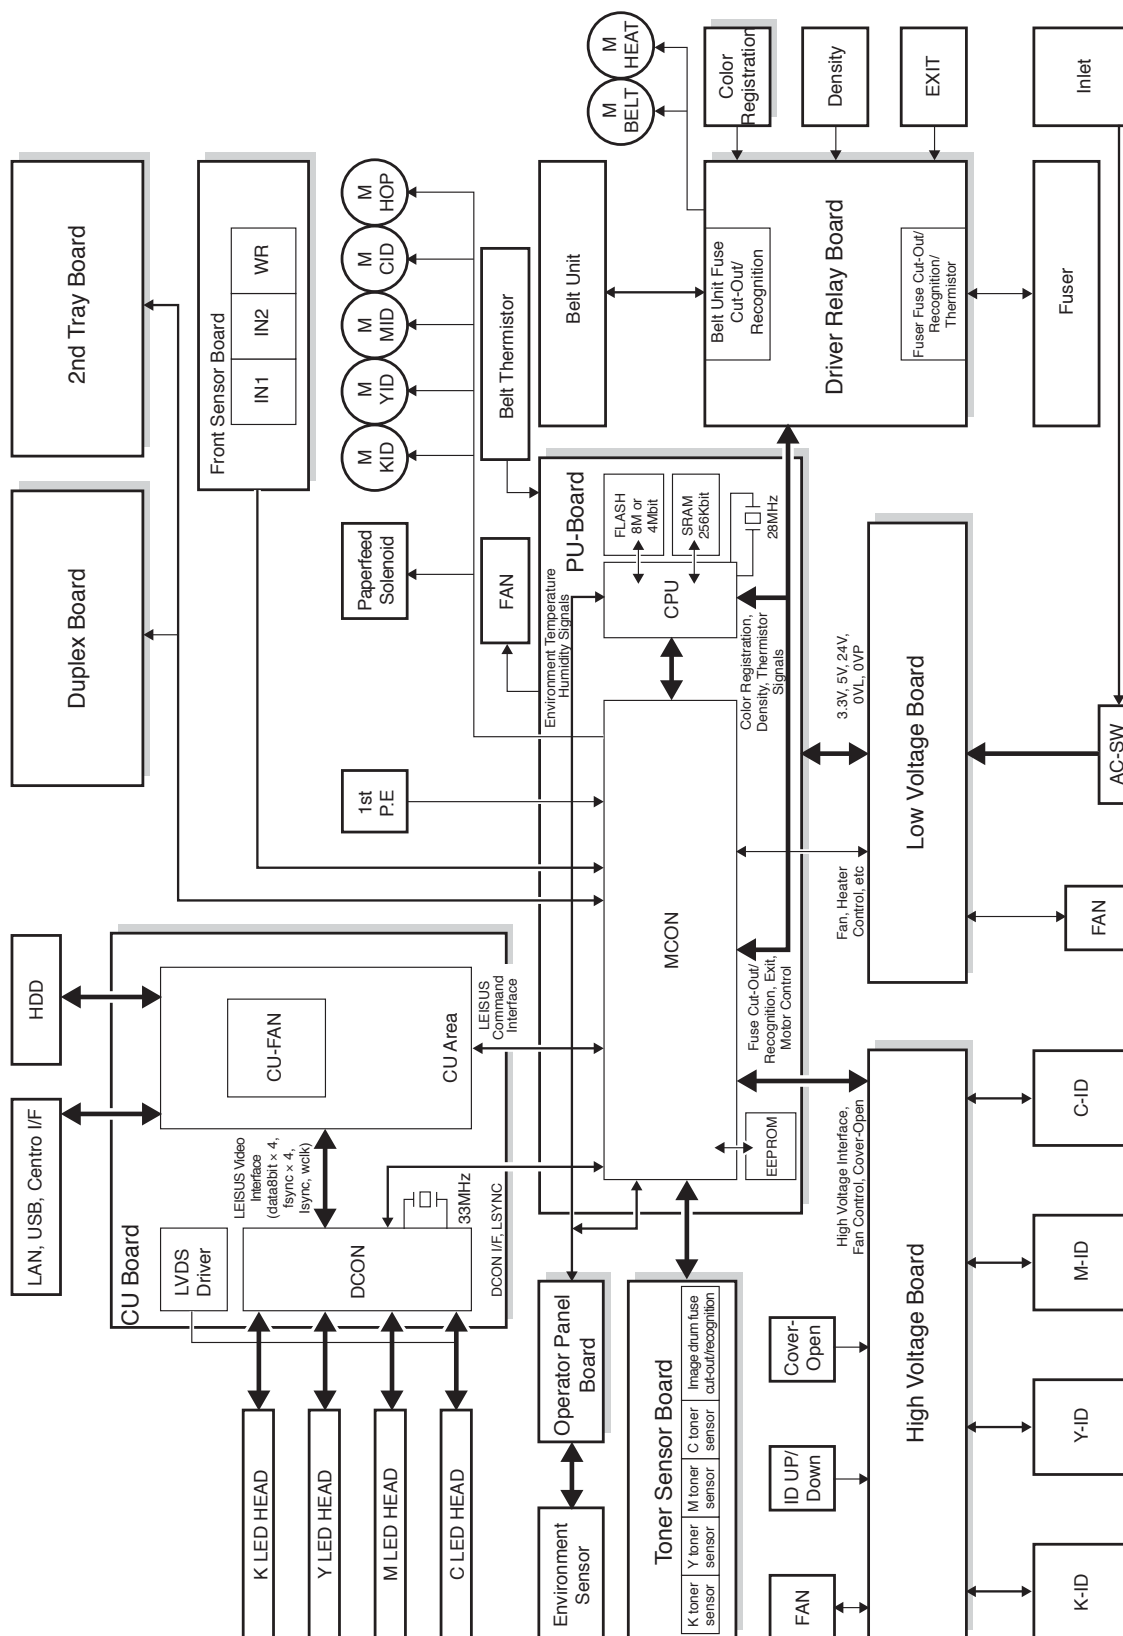 LAN, USB, Centro I/F
HDD
Duplex Board
2nd Tray Board
CU Board
LVDS
Driver
DCON
33MHz
DCON I/F, LSYNC
LEISUS Video
Interface
(data8bit × 4,
fsync × 4,
lsync, wclk)
CU-FAN
CU Area
LEISUS
Command
Interface
Front Sensor Board
IN1
IN2
WR
K LED HEAD
Y LED HEAD
M LED HEAD
C LED HEAD
1st
P.E
Paperfeed
Solenoid
M
KID
M
YID
M
MID
M
CID
M
HOP
FAN
Belt Thermistor
Environment
Sensor
Operator Panel
Board
Environment Temperature
Humidity Signals
PU-Board
MCON
CPU
FLASH
8M or
4Mbit
SRAM
256Kbit
28MHz
EEPROM
Fuse Cut-Out/
Recognition, Exit,
Motor Control
Color Registration,
Density, Thermistor
Signals
Belt Unit
M
BELT
M
HEAT
Toner Sensor Board
K toner
sensor
Y toner
sensor
M toner
sensor
C toner
sensor
Image drum fuse
cut-out/recognition
Driver Relay Board
Belt Unit Fuse
Cut-Out/
Recognition
Fuser Fuse Cut-Out/
Recognition/
Thermistor
Color
Registration
Density
EXIT
FAN
ID UP/
Down
Cover-
Open
High Voltage Interface,
Fan Control, Cover-Open
Fan, Heater
Control, etc
3.3V, 5V, 24V,
0VL, 0VP
High Voltage Board
Low Voltage Board
K-ID
Y-ID
M-ID
C-ID
FAN
AC-SW
Fuser
Inlet